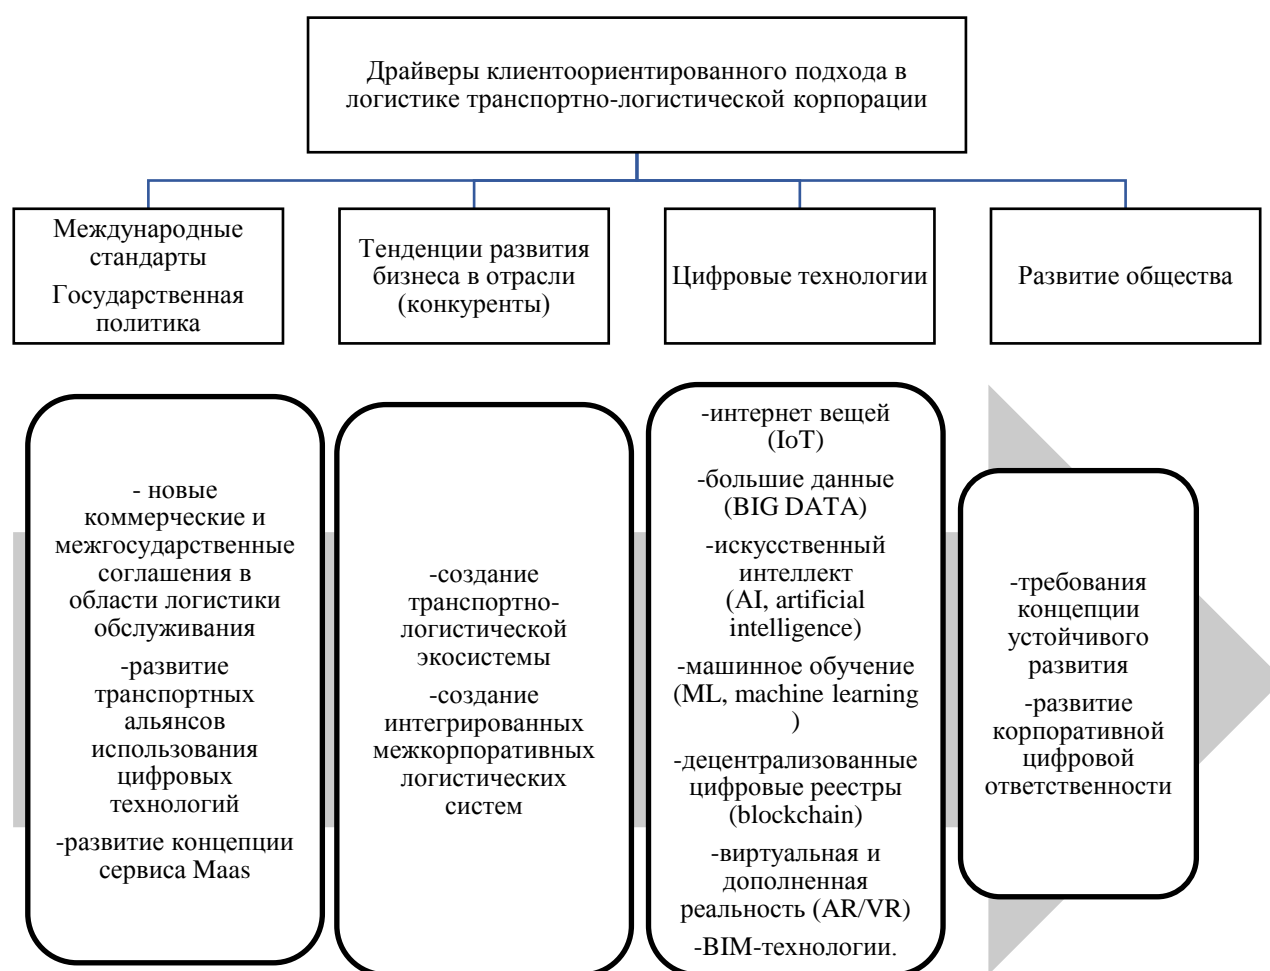 Драйверы клиентоориентированного подхода в
логистике транспортно-логистической корпорации
Международные
стандарты
Государственная
политика
Тенденции развития
бизнеса в отрасли
(конкуренты)
Цифровые технологии
Развитие общества
- новые
коммерческие и
межгосударственные
соглашения в
области логистики
обслуживания
-развитие
транспортных
альянсов
использования
цифровых
технологий
-развитие концепции
сервиса Maas
-создание
транспортно-
логистической
экосистемы
-создание
интегрированных
межкорпоративных
логистических
систем
-интернет вещей
(IoT)
-большие данные
(BIG DATA)
-искусственный
интеллект
(AI, artificial
intelligence)
-машинное обучение
(ML, machine learning
)
-децентрализованные
цифровые реестры
(blockchain)
-виртуальная и
дополненная
реальность (AR/VR)
-BIM-технологии.
-требования
концепции
устойчивого
развития
-развитие
корпоративной
цифровой
ответственности